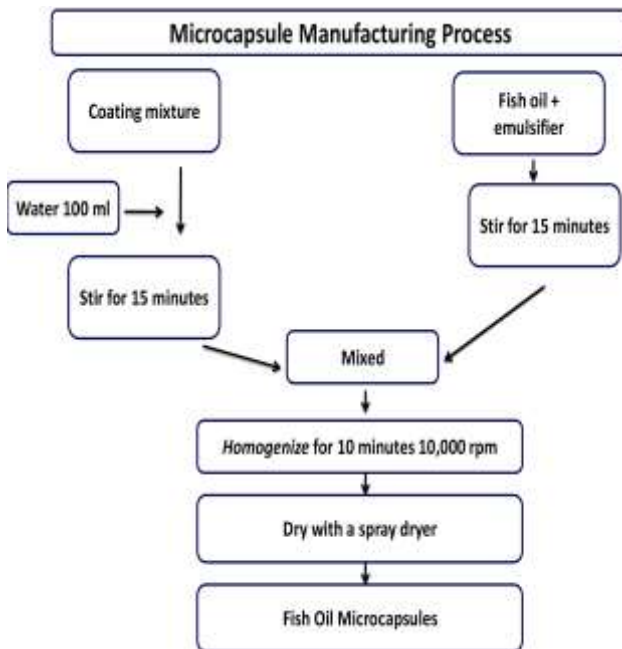 Microcapsule Manufacturing Process
Coating mixture
Fish oil +
emulsifier
Water 100 ml
Stir for 15 minutes
Stir for 15 minutes
Mixed
Homogenize for 10 minutes 10,000 rpm
Dry with a spray dryer
Fish Oil Microcapsules